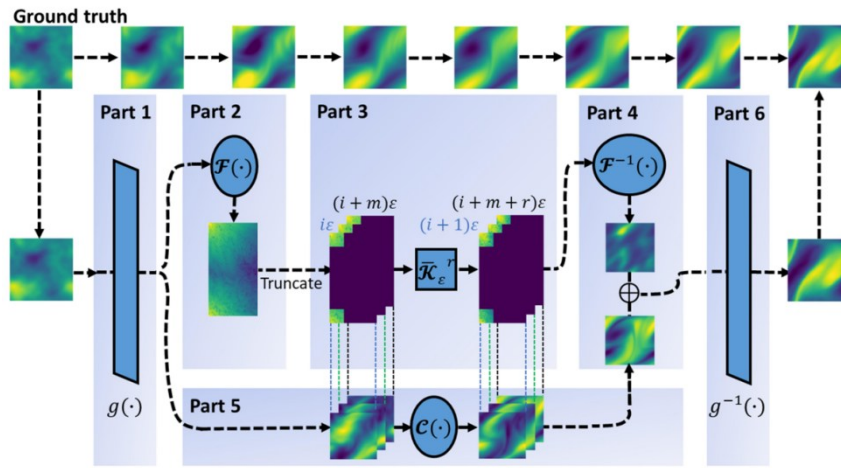 Ground truth
Part 1
Part 2
Part 3
Part 4
Part 6
𝓕(·)
𝓕⁻¹(·)
(i + m)ε
(i + m + r)ε
iε
(i + 1)ε
Truncate
𝓚̄_ε^r
⊕
Part 5
g(·)
𝓒(·)
g⁻¹(·)